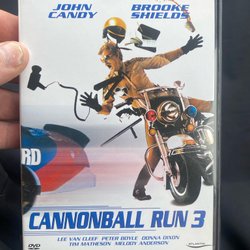 JOHN BROOKE
CANDY SHIELDS
RD
CANNONBALL RUN 3
LEE VAN CLEEF PETER BOYLE DONNA DIXON
TIM MATHESON MELODY ANDERSON
DVD